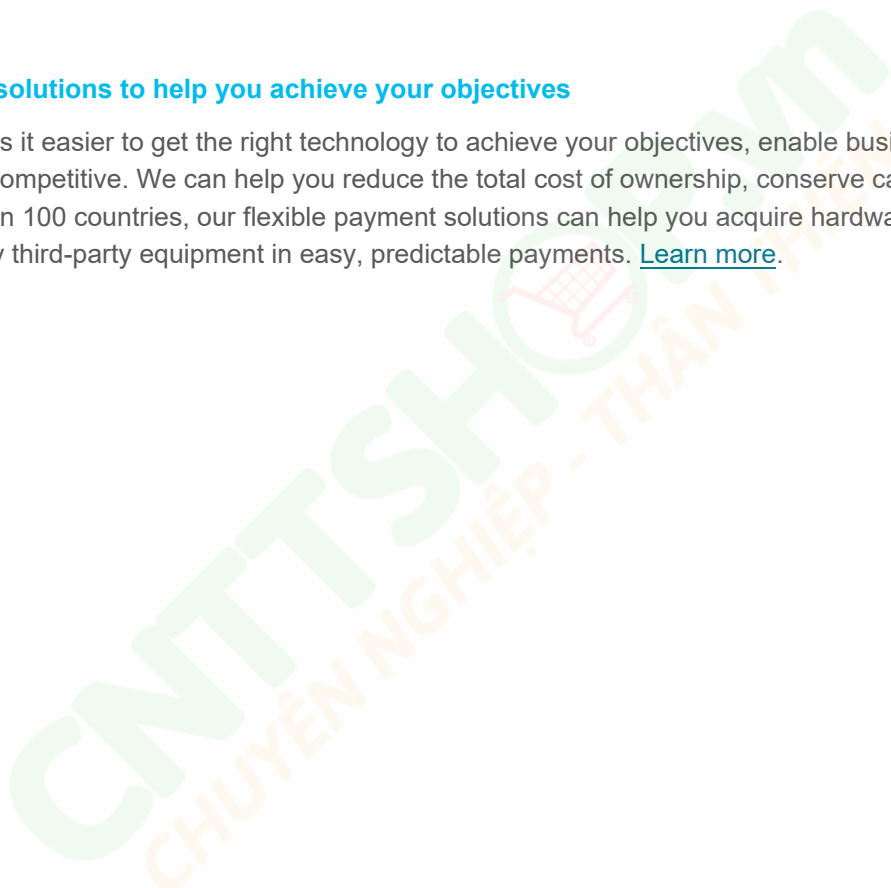 solutions to help you achieve your objectives
s it easier to get the right technology to achieve your objectives, enable busi
ompetitive. We can help you reduce the total cost of ownership, conserve ca
n 100 countries, our flexible payment solutions can help you acquire hardwa
y third-party equipment in easy, predictable payments. Learn more.
CNTTSHOP.vn
CHUYÊN NGHIỆP - THÂN THIỆN